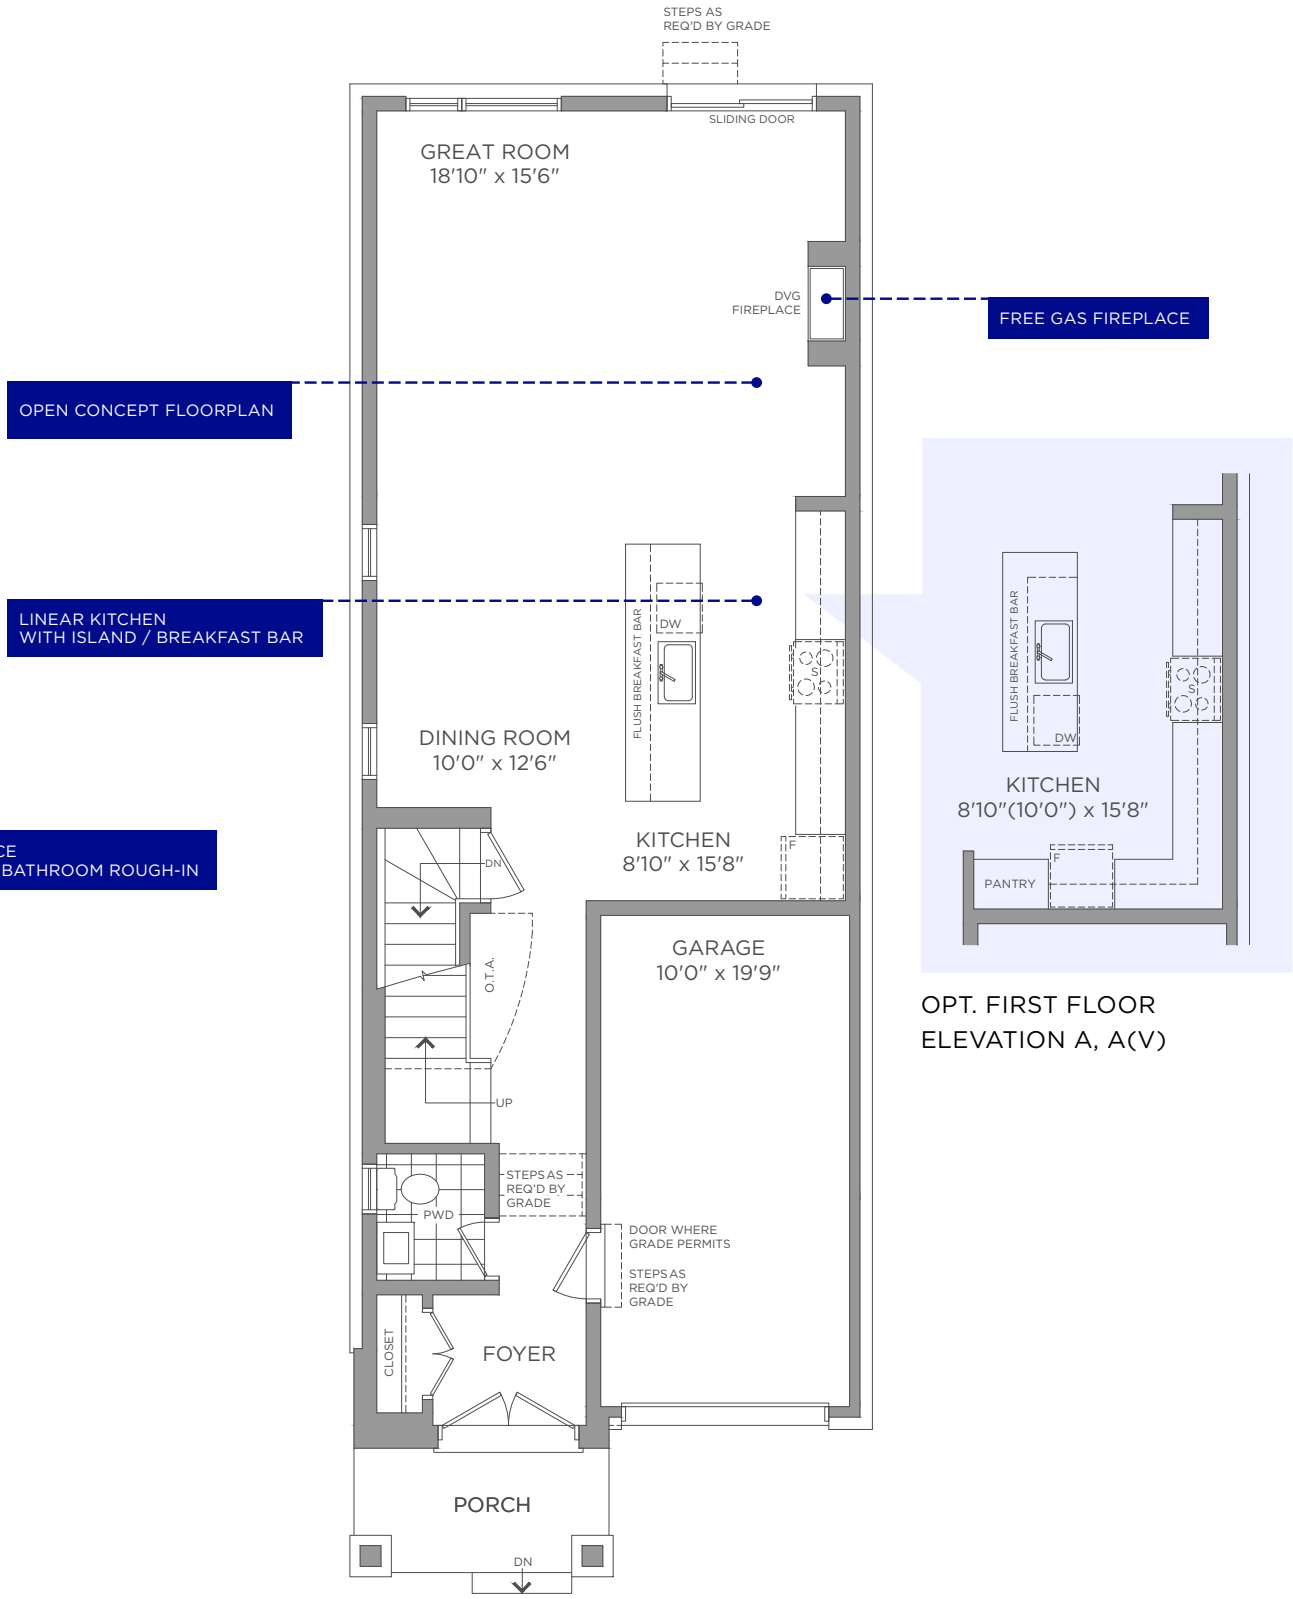 STEPS AS
REQ'D BY GRADE
SLIDING DOOR
GREAT ROOM
18'10" x 15'6"
DVG
FIREPLACE
FREE GAS FIREPLACE
OPEN CONCEPT FLOORPLAN
LINEAR KITCHEN
WITH ISLAND / BREAKFAST BAR
FLUSH BREAKFAST BAR
DW
S
DINING ROOM
10'0" x 12'6"
KITCHEN
8'10" x 15'8"
F
CE
BATHROOM ROUGH-IN
DN
FLUSH BREAKFAST BAR
S
DW
KITCHEN
8'10"(10'0") x 15'8"
F
PANTRY
OPT. FIRST FLOOR
ELEVATION A, A(V)
GARAGE
10'0" x 19'9"
O.T.A.
UP
STEPS AS
REQ'D BY
GRADE
PWD
DOOR WHERE
GRADE PERMITS
STEPS AS
REQ'D BY
GRADE
CLOSET
FOYER
PORCH
DN